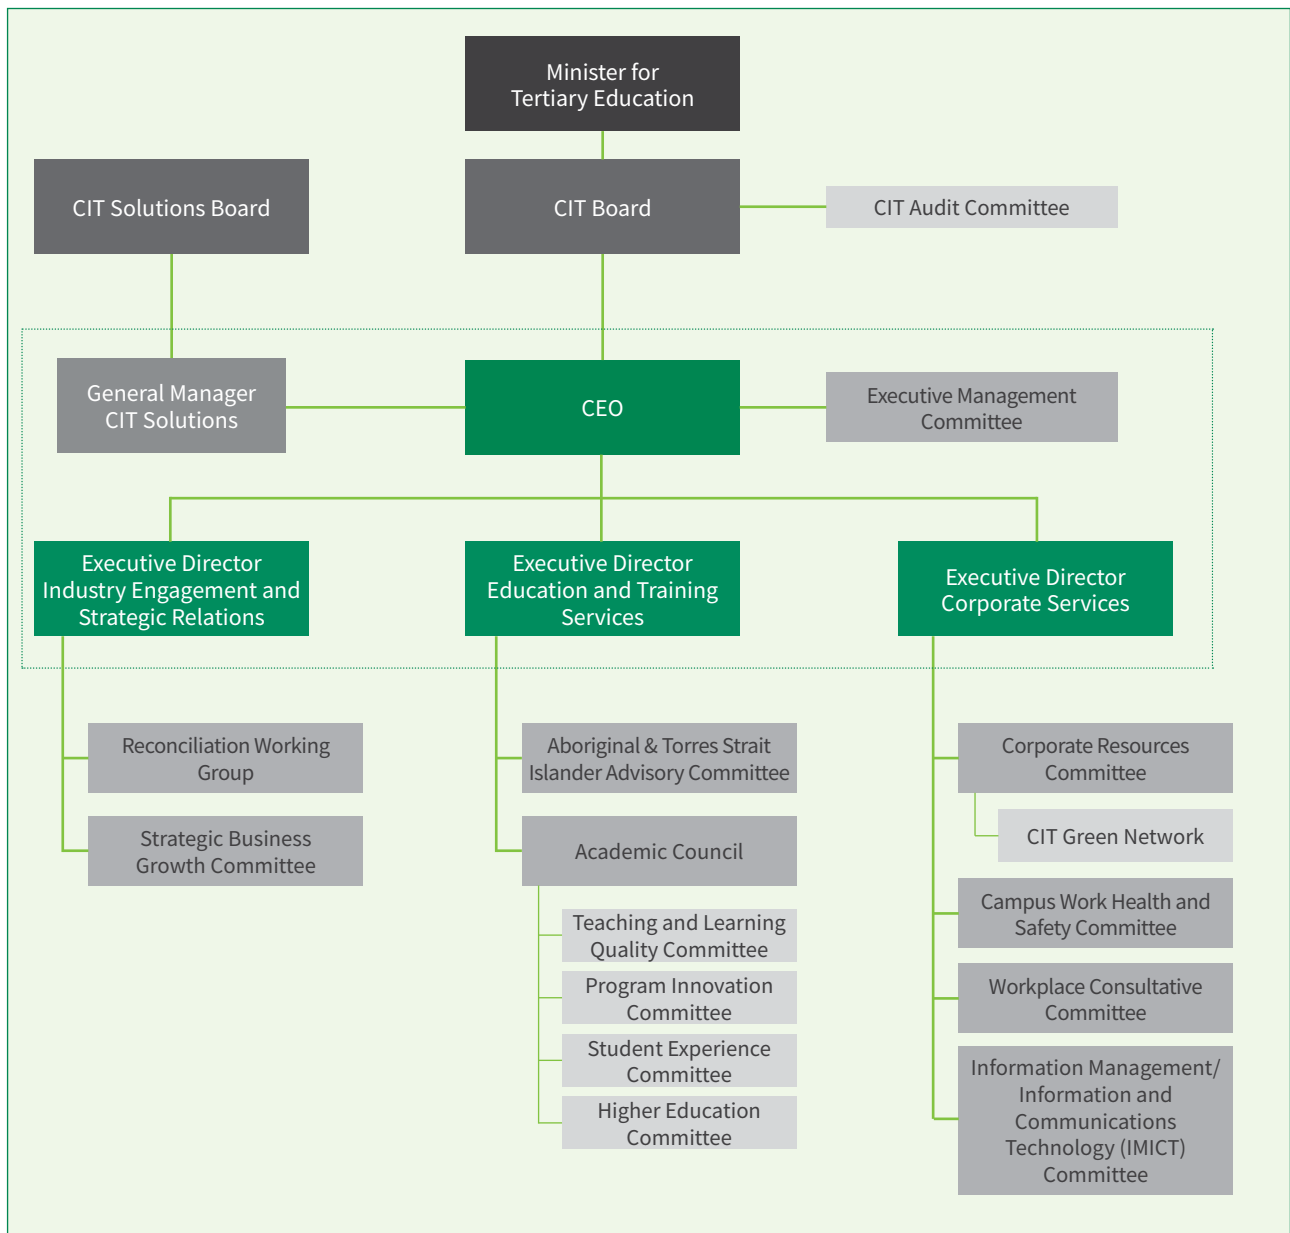 Minister for
Tertiary Education
CIT Solutions Board
CIT Board
CIT Audit Committee
General Manager
CIT Solutions
CEO
Executive Management
Committee
Executive Director
Industry Engagement and
Strategic Relations
Executive Director
Education and Training
Services
Executive Director
Corporate Services
Reconciliation Working
Group
Strategic Business
Growth Committee
Aboriginal & Torres Strait
Islander Advisory Committee
Academic Council
Teaching and Learning
Quality Committee
Program Innovation
Committee
Student Experience
Committee
Higher Education
Committee
Corporate Resources
Committee
CIT Green Network
Campus Work Health and
Safety Committee
Workplace Consultative
Committee
Information Management/
Information and
Communications
Technology (IMICT)
Committee